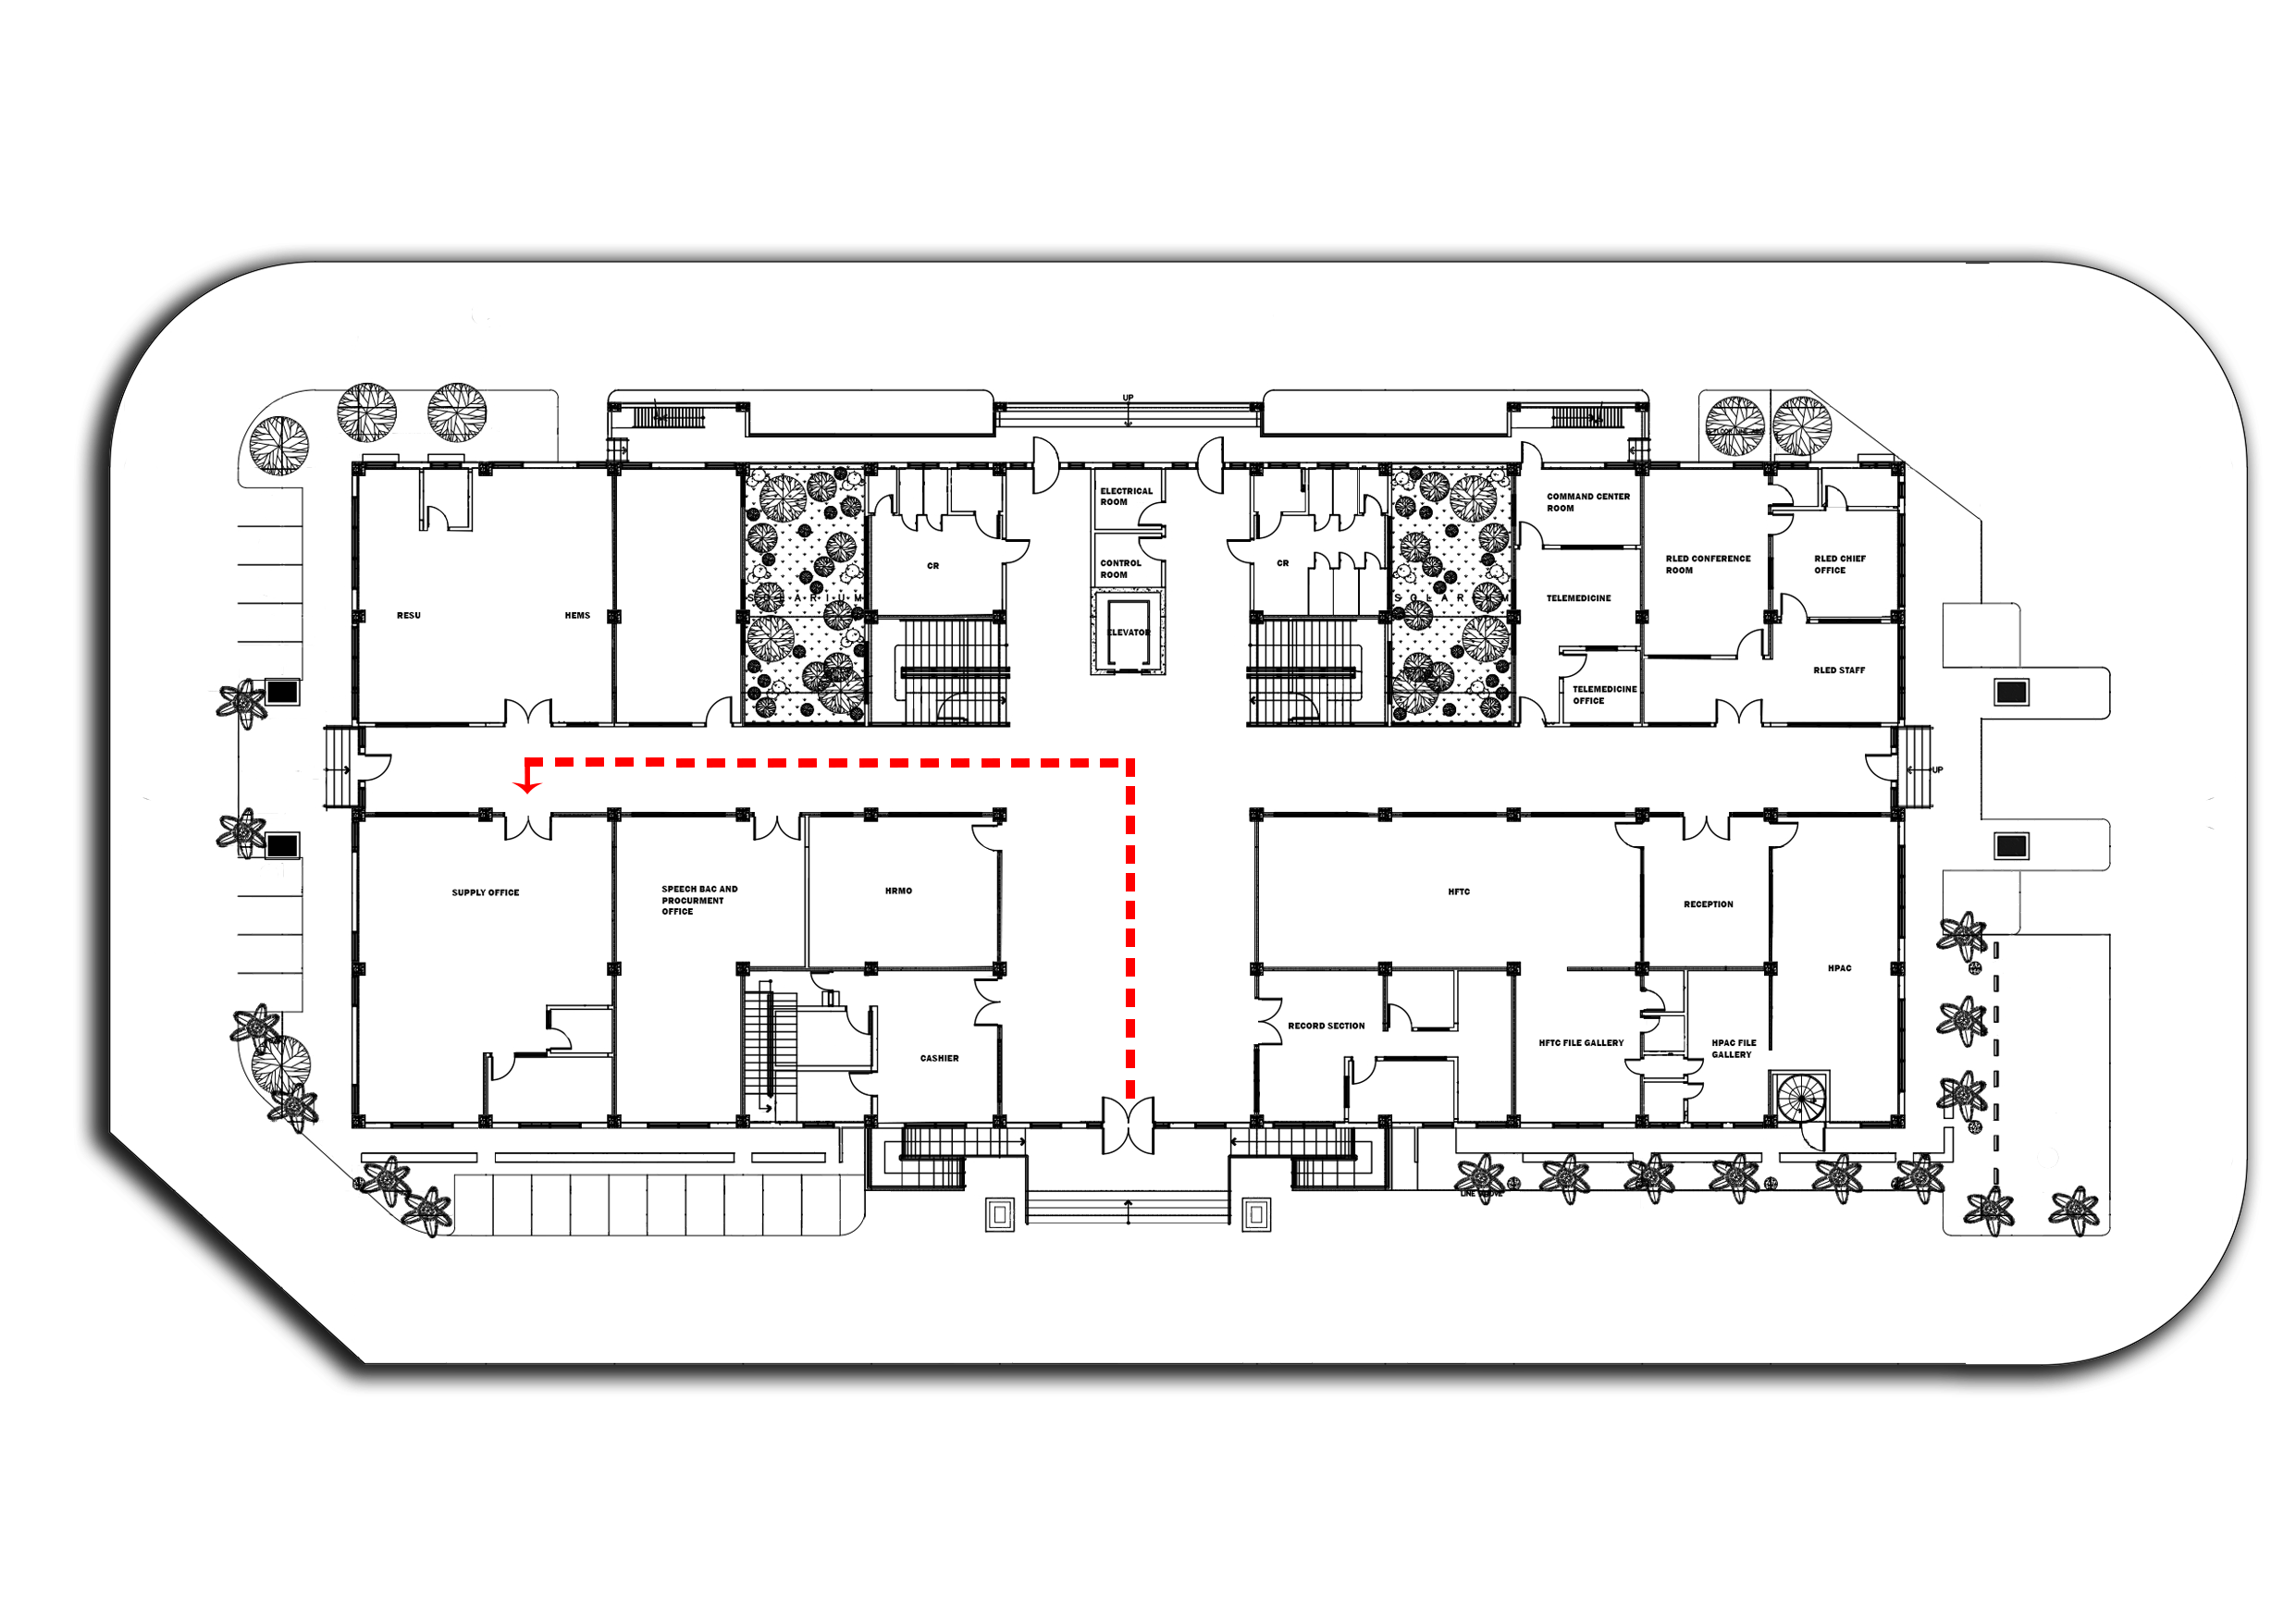 UP
ELECTRICAL
ROOM
COMMAND CENTER
ROOM
CR
CONTROL
ROOM
CR
RLED CONFERENCE
ROOM
RLED CHIEF
OFFICE
SOLARIUM
SOLARIUM
TELEMEDICINE
RESU
HEMS
ELEVATOR
RLED STAFF
TELEMEDICINE
OFFICE
UP
SUPPLY OFFICE
SPEECH BAC AND
PROCURMENT
OFFICE
HRMO
HFTC
RECEPTION
HPAC
RECORD SECTION
CASHIER
HFTC FILE GALLERY
HPAC FILE
GALLERY
LINE ABOVE